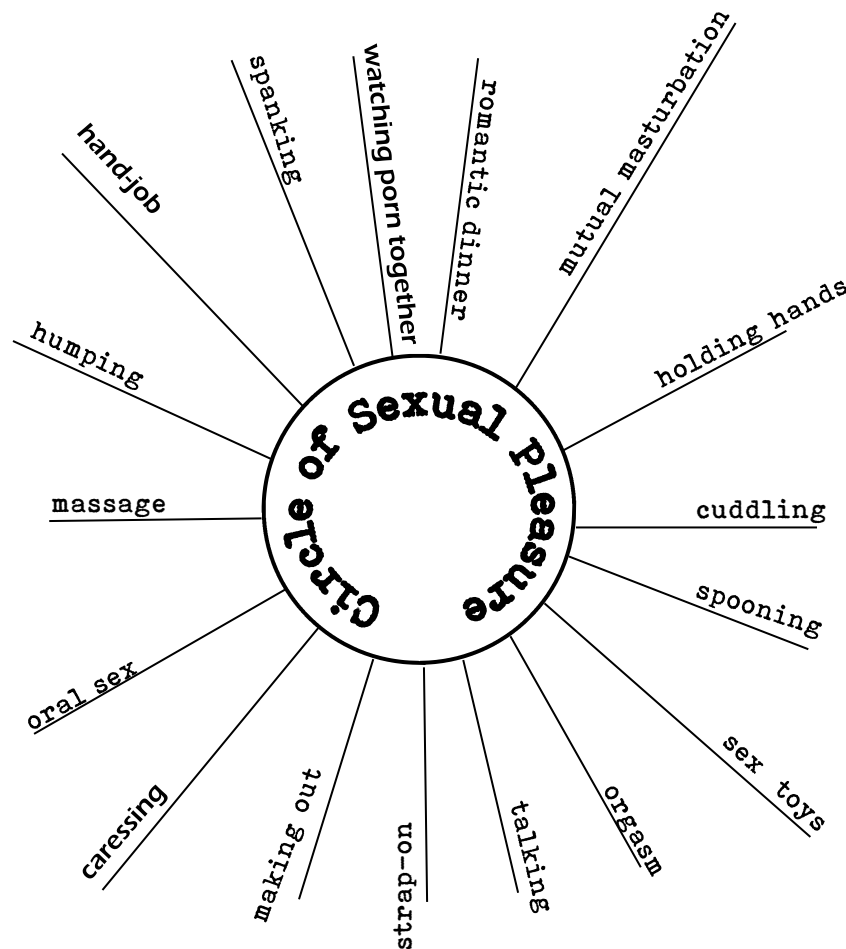 Circle of Sexual Pleasure
watching porn together
romantic dinner
mutual masturbation
holding hands
cuddling
spooning
sex toys
orgasm
talking
strap-on
making out
caressing
oral sex
massage
humping
hand-job
spanking